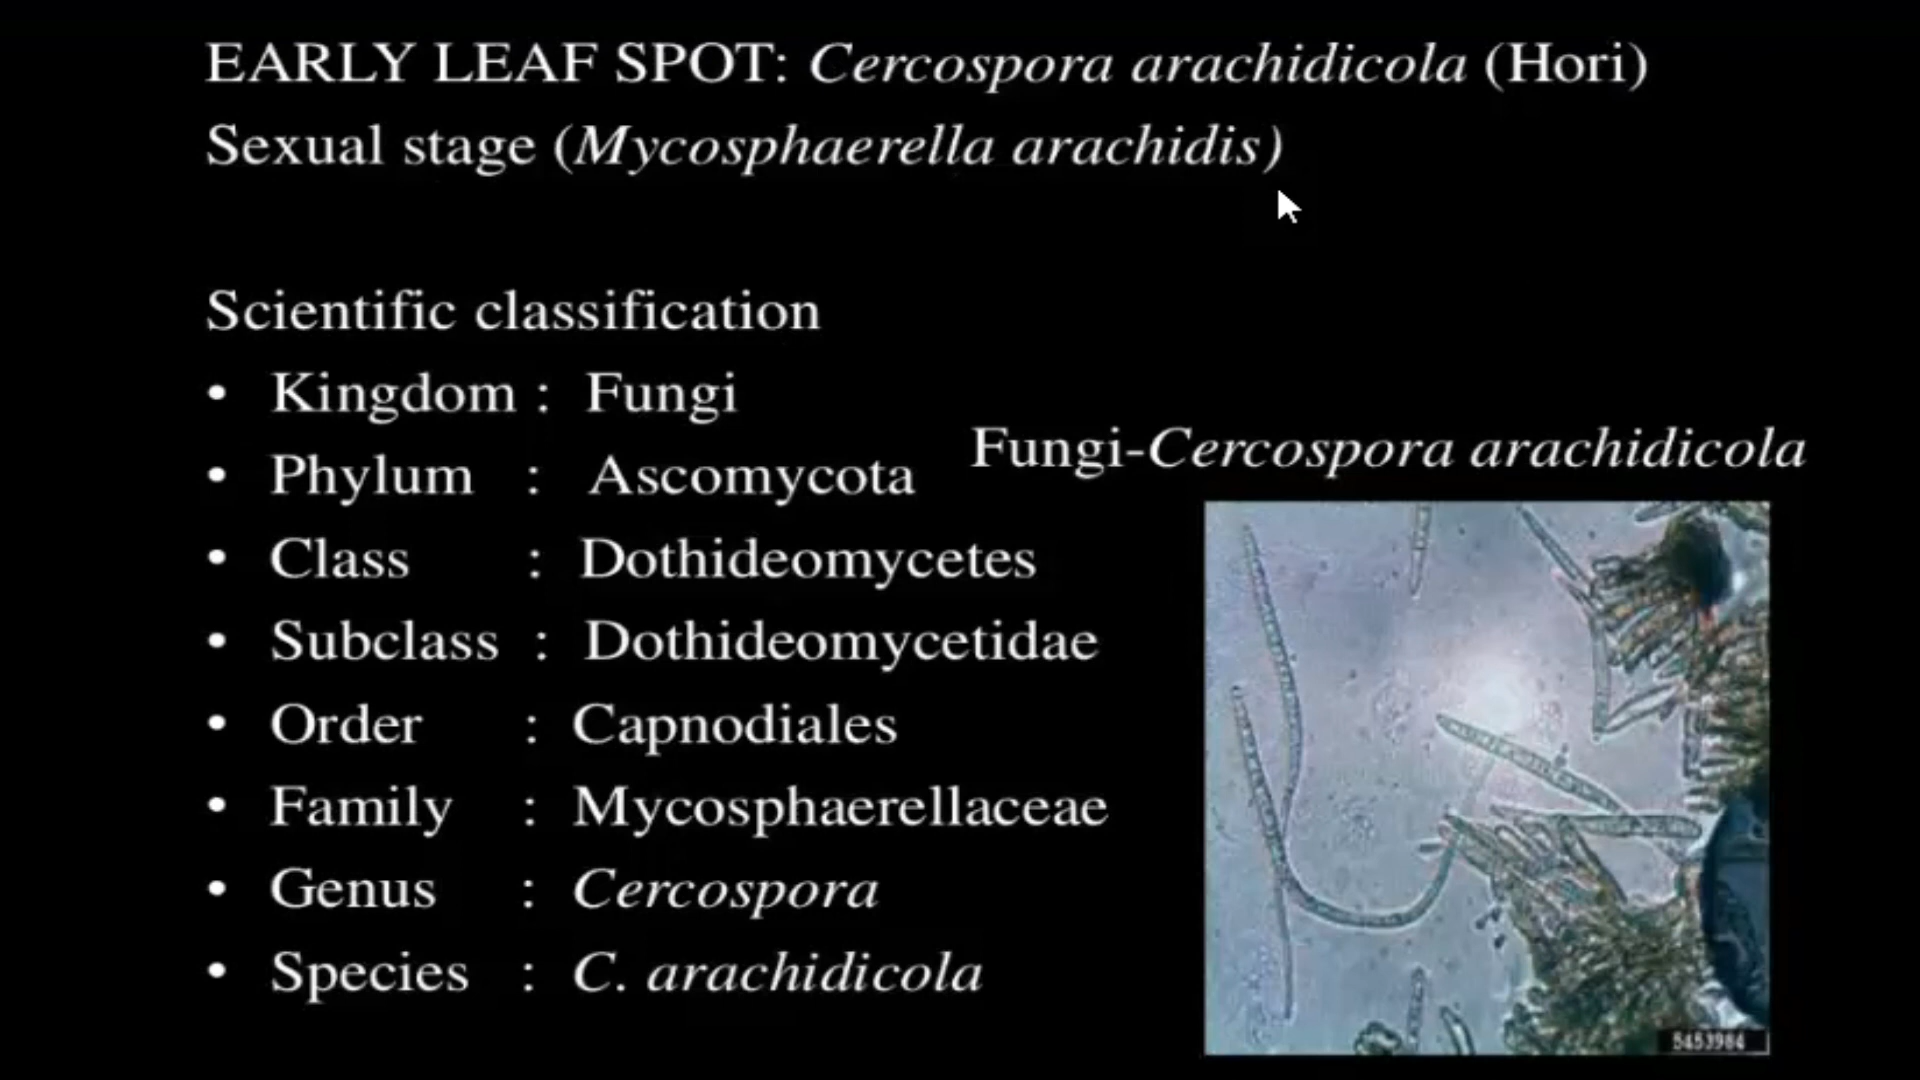 EARLY LEAF SPOT: Cercospora arachidicola (Hori)
Sexual stage (Mycosphaerella arachidis)
Scientific classification
• Kingdom : Fungi
• Phylum : Ascomycota
• Class : Dothideomycetes
• Subclass : Dothideomycetidae
• Order : Capnodiales
• Family : Mycosphaerellaceae
• Genus : Cercospora
• Species : C. arachidicola
Fungi-Cercospora arachidicola
5453984